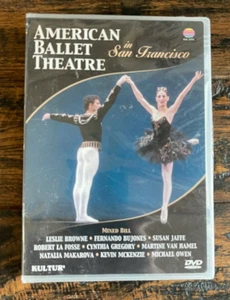 AMERICAN
BALLET
THEATRE
in
San Francisco
MIXED BILL
LESLIE BROWNE • FERNANDO BUJONES • SUSAN JAFFE
ROBERT LA FOSSE • CYNTHIA GREGORY • MARTINE VAN HAMEL
NATALIA MAKAROVA • KEVIN MCKENZIE • MICHAEL OWEN
KULTUR
DVD